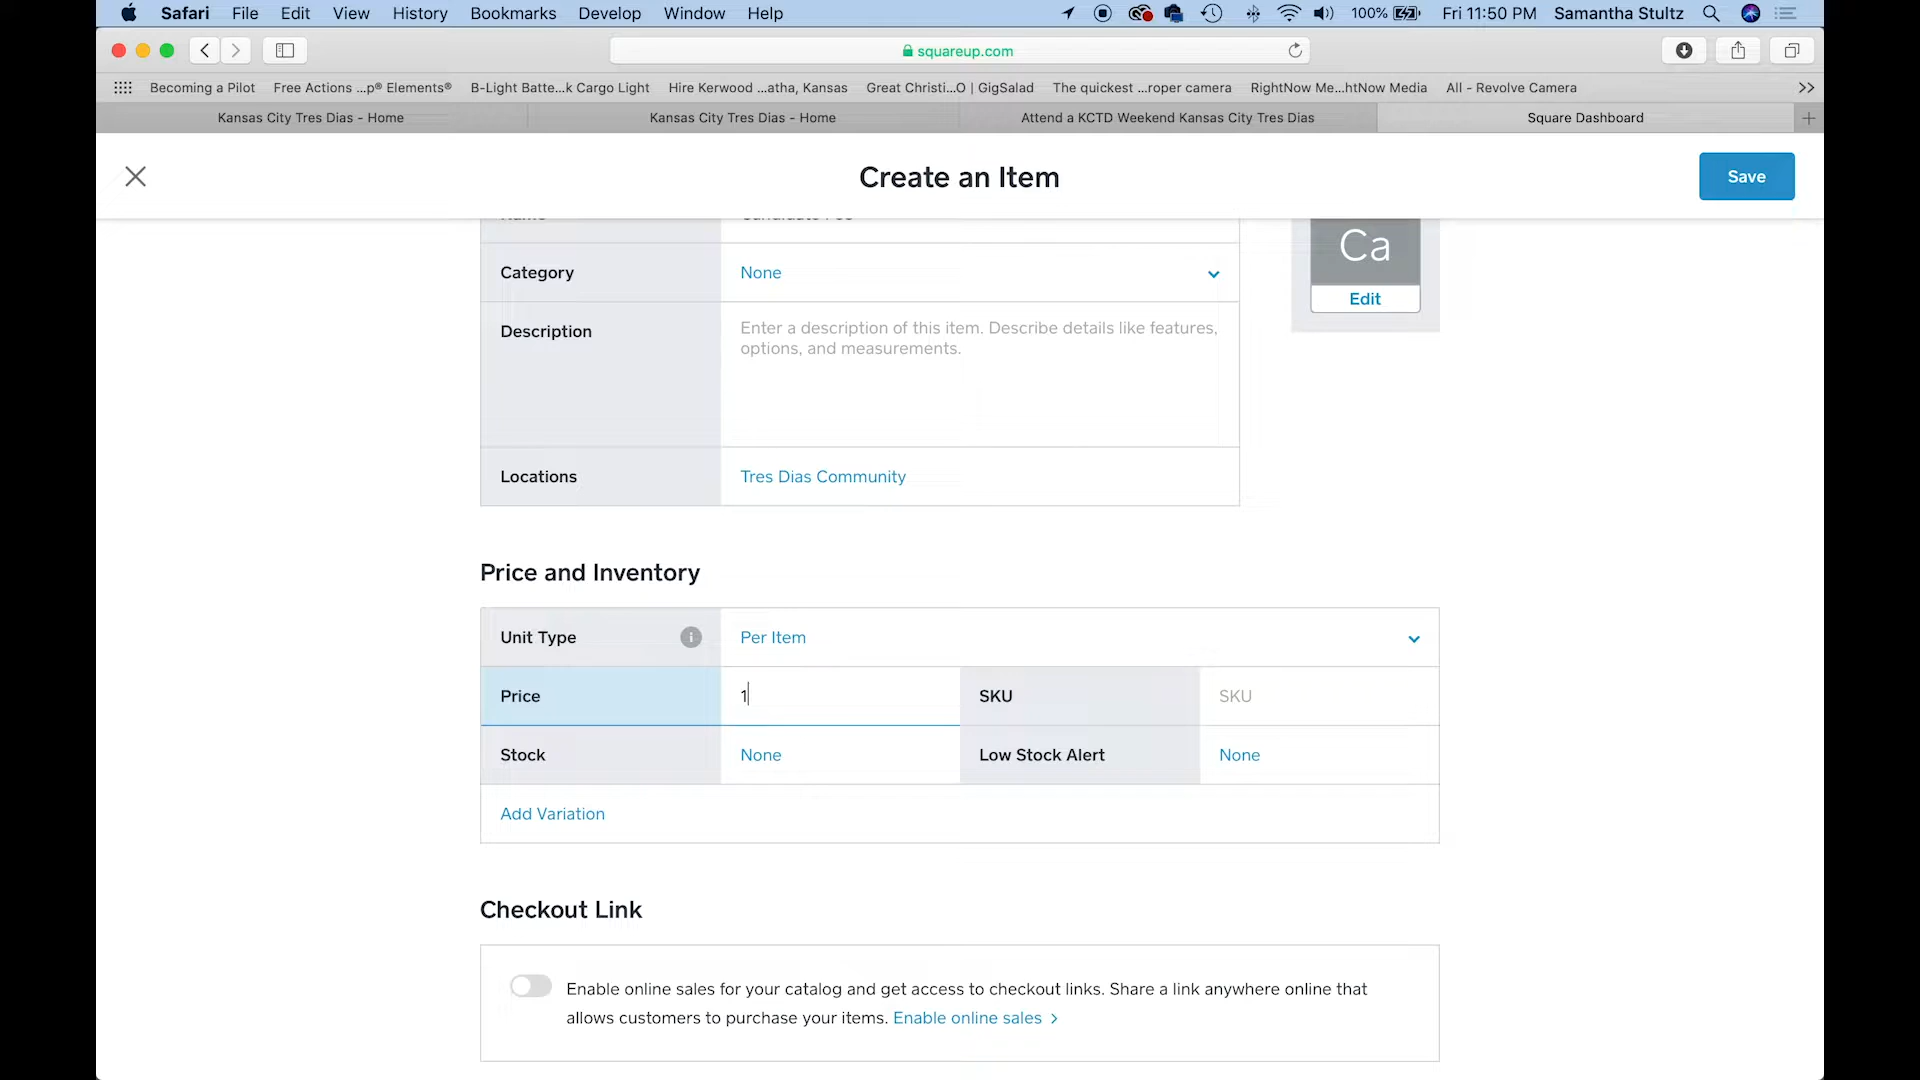 Safari File Edit View History Bookmarks Develop Window Help 100% Fri 11:50 PM Samantha Stultz
squareup.com
Becoming a Pilot Free Actions ...p® Elements® B-Light Batte...k Cargo Light Hire Kerwood ...atha, Kansas Great Christi...O | GigSalad The quickest ...roper camera RightNow Me...htNow Media All - Revolve Camera
Kansas City Tres Dias - Home Kansas City Tres Dias - Home Attend a KCTD Weekend Kansas City Tres Dias Square Dashboard
Create an Item
Save
Ca
Edit
Category None
Description Enter a description of this item. Describe details like features,
options, and measurements.
Locations Tres Dias Community
Price and Inventory
Unit Type i Per Item
Price 1 SKU SKU
Stock None Low Stock Alert None
Add Variation
Checkout Link
Enable online sales for your catalog and get access to checkout links. Share a link anywhere online that
allows customers to purchase your items. Enable online sales >